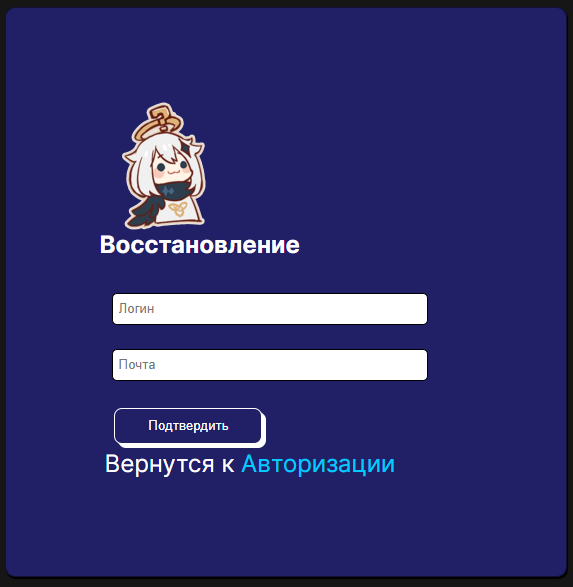 Восстановление
Логин
Почта
Подтвердить
Вернутся к Авторизации